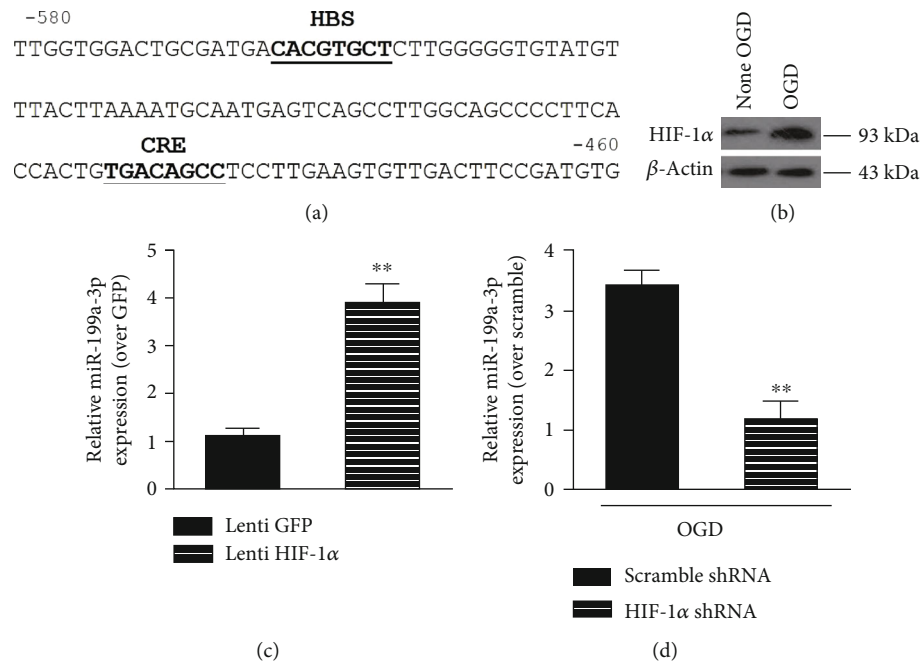 -580 HBS
TTGGTGGACTGCGATGACACGTGCTCTTGGGGGTGTATGT
TTACTTAAAATGCAATGAGTCAGCCTTGGCAGCCCCTTCA
CRE -460
CCACTGTGACAGCCTCCTTGAAGTGTTGACTTCCGATGTG
(a)
None OGD
OGD
HIF-1α 93 kDa
β-Actin 43 kDa
(b)
Relative miR-199a-3p
expression (over GFP)
5
4
3
2
1
0
**
Lenti GFP
Lenti HIF-1α
(c)
Relative miR-199a-3p
expression (over scramble)
4
3
2
1
0
**
OGD
Scramble shRNA
HIF-1α shRNA
(d)